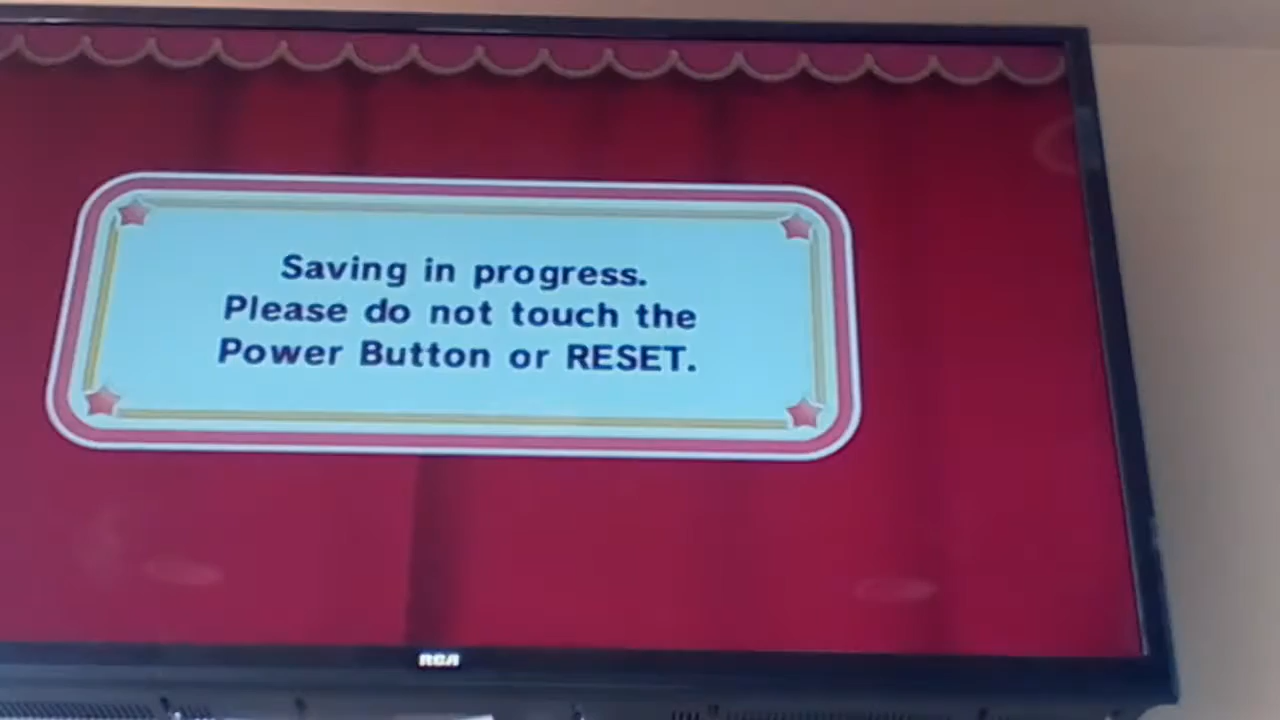 Saving in progress.
Please do not touch the
Power Button or RESET.
RCA